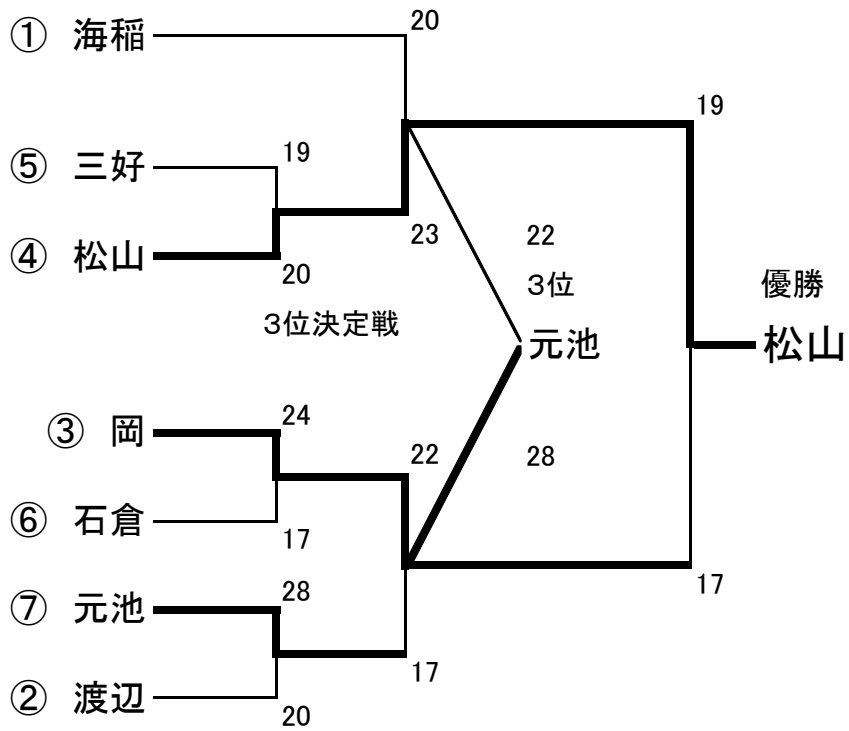 ① 海稲
20
19
⑤ 三好
19
④ 松山
20
23
22
3位
優勝
3位決定戦
元池
松山
③ 岡
24
22
28
⑥ 石倉
17
⑦ 元池
28
17
17
② 渡辺
20